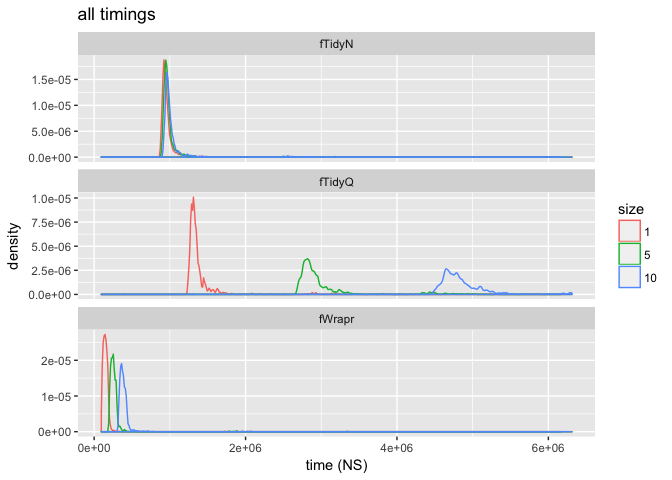 all timings
fTidyN
1.5e-05
1.0e-05
5.0e-06
0.0e+00
fTidyQ
1.0e-05
7.5e-06
5.0e-06
2.5e-06
0.0e+00
fWrapr
2e-05
1e-05
0e+00
0e+00 2e+06 4e+06 6e+06
time (NS)
density
size
1
5
10